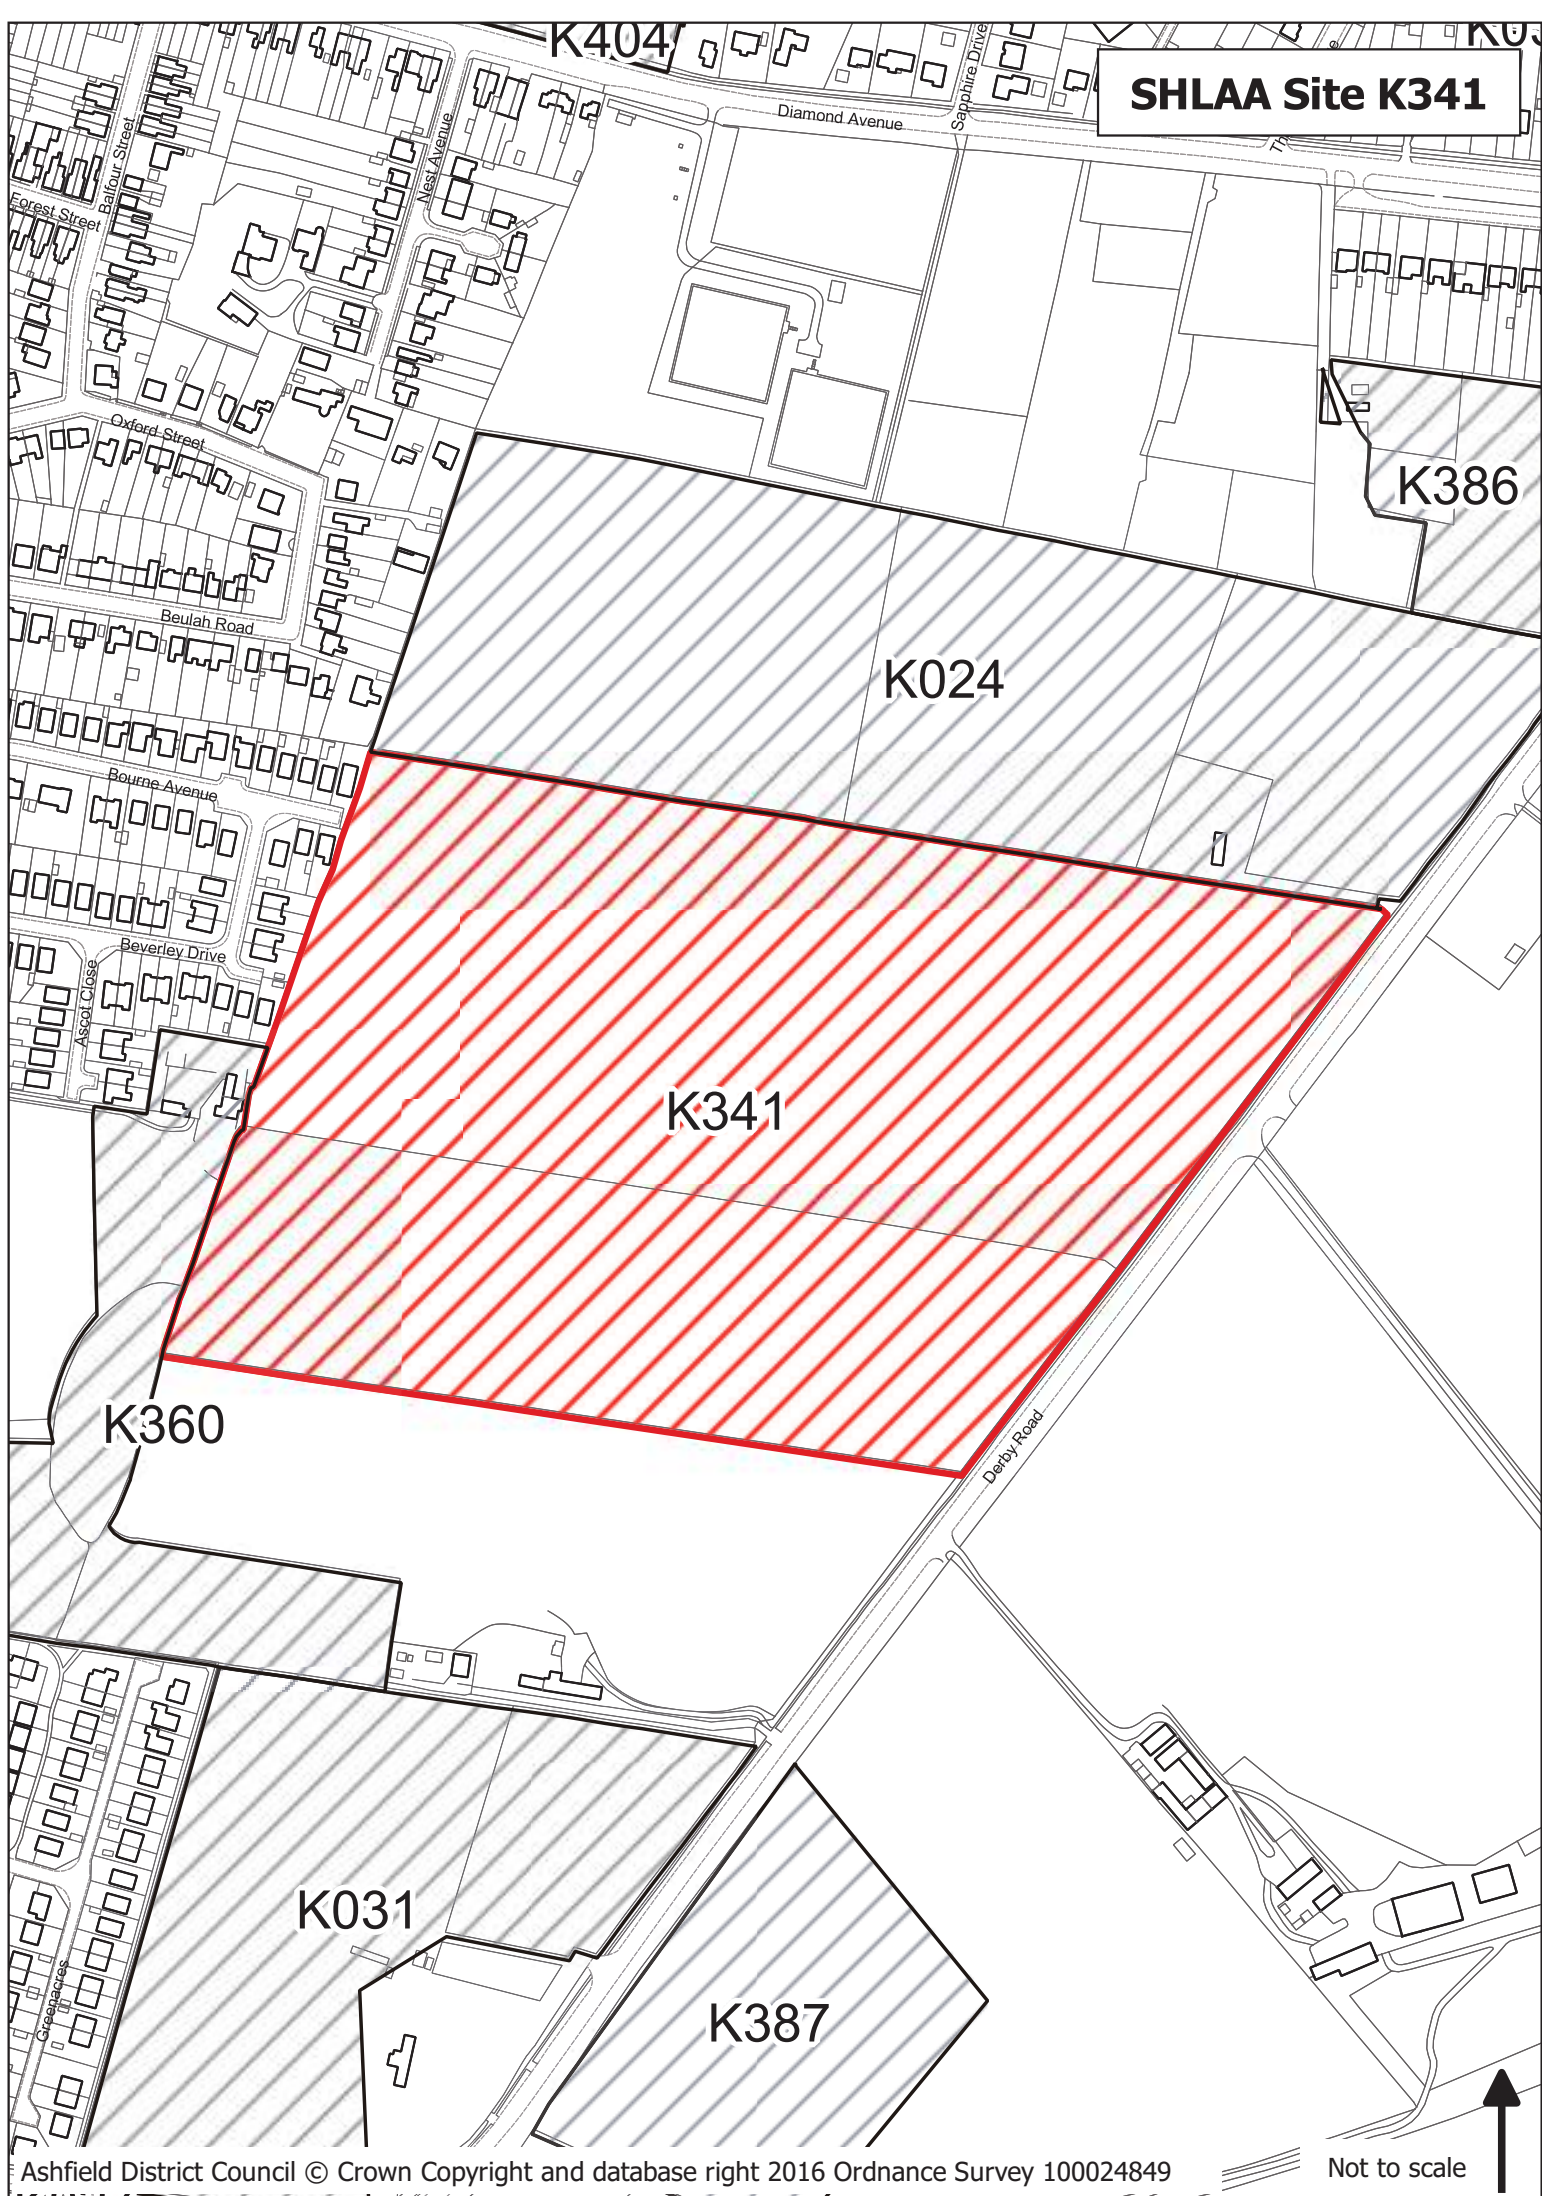 K404
SHLAA Site K341
Sapphire Drive
Diamond Avenue
Balfour Street
Nest Avenue
Forest Street
Oxford Street
K386
Beulah Road
K024
Bourne Avenue
Beverley Drive
Ascot Close
K341
K360
Derby Road
K031
Greenacres
K387
Ashfield District Council © Crown Copyright and database right 2016 Ordnance Survey 100024849
Not to scale